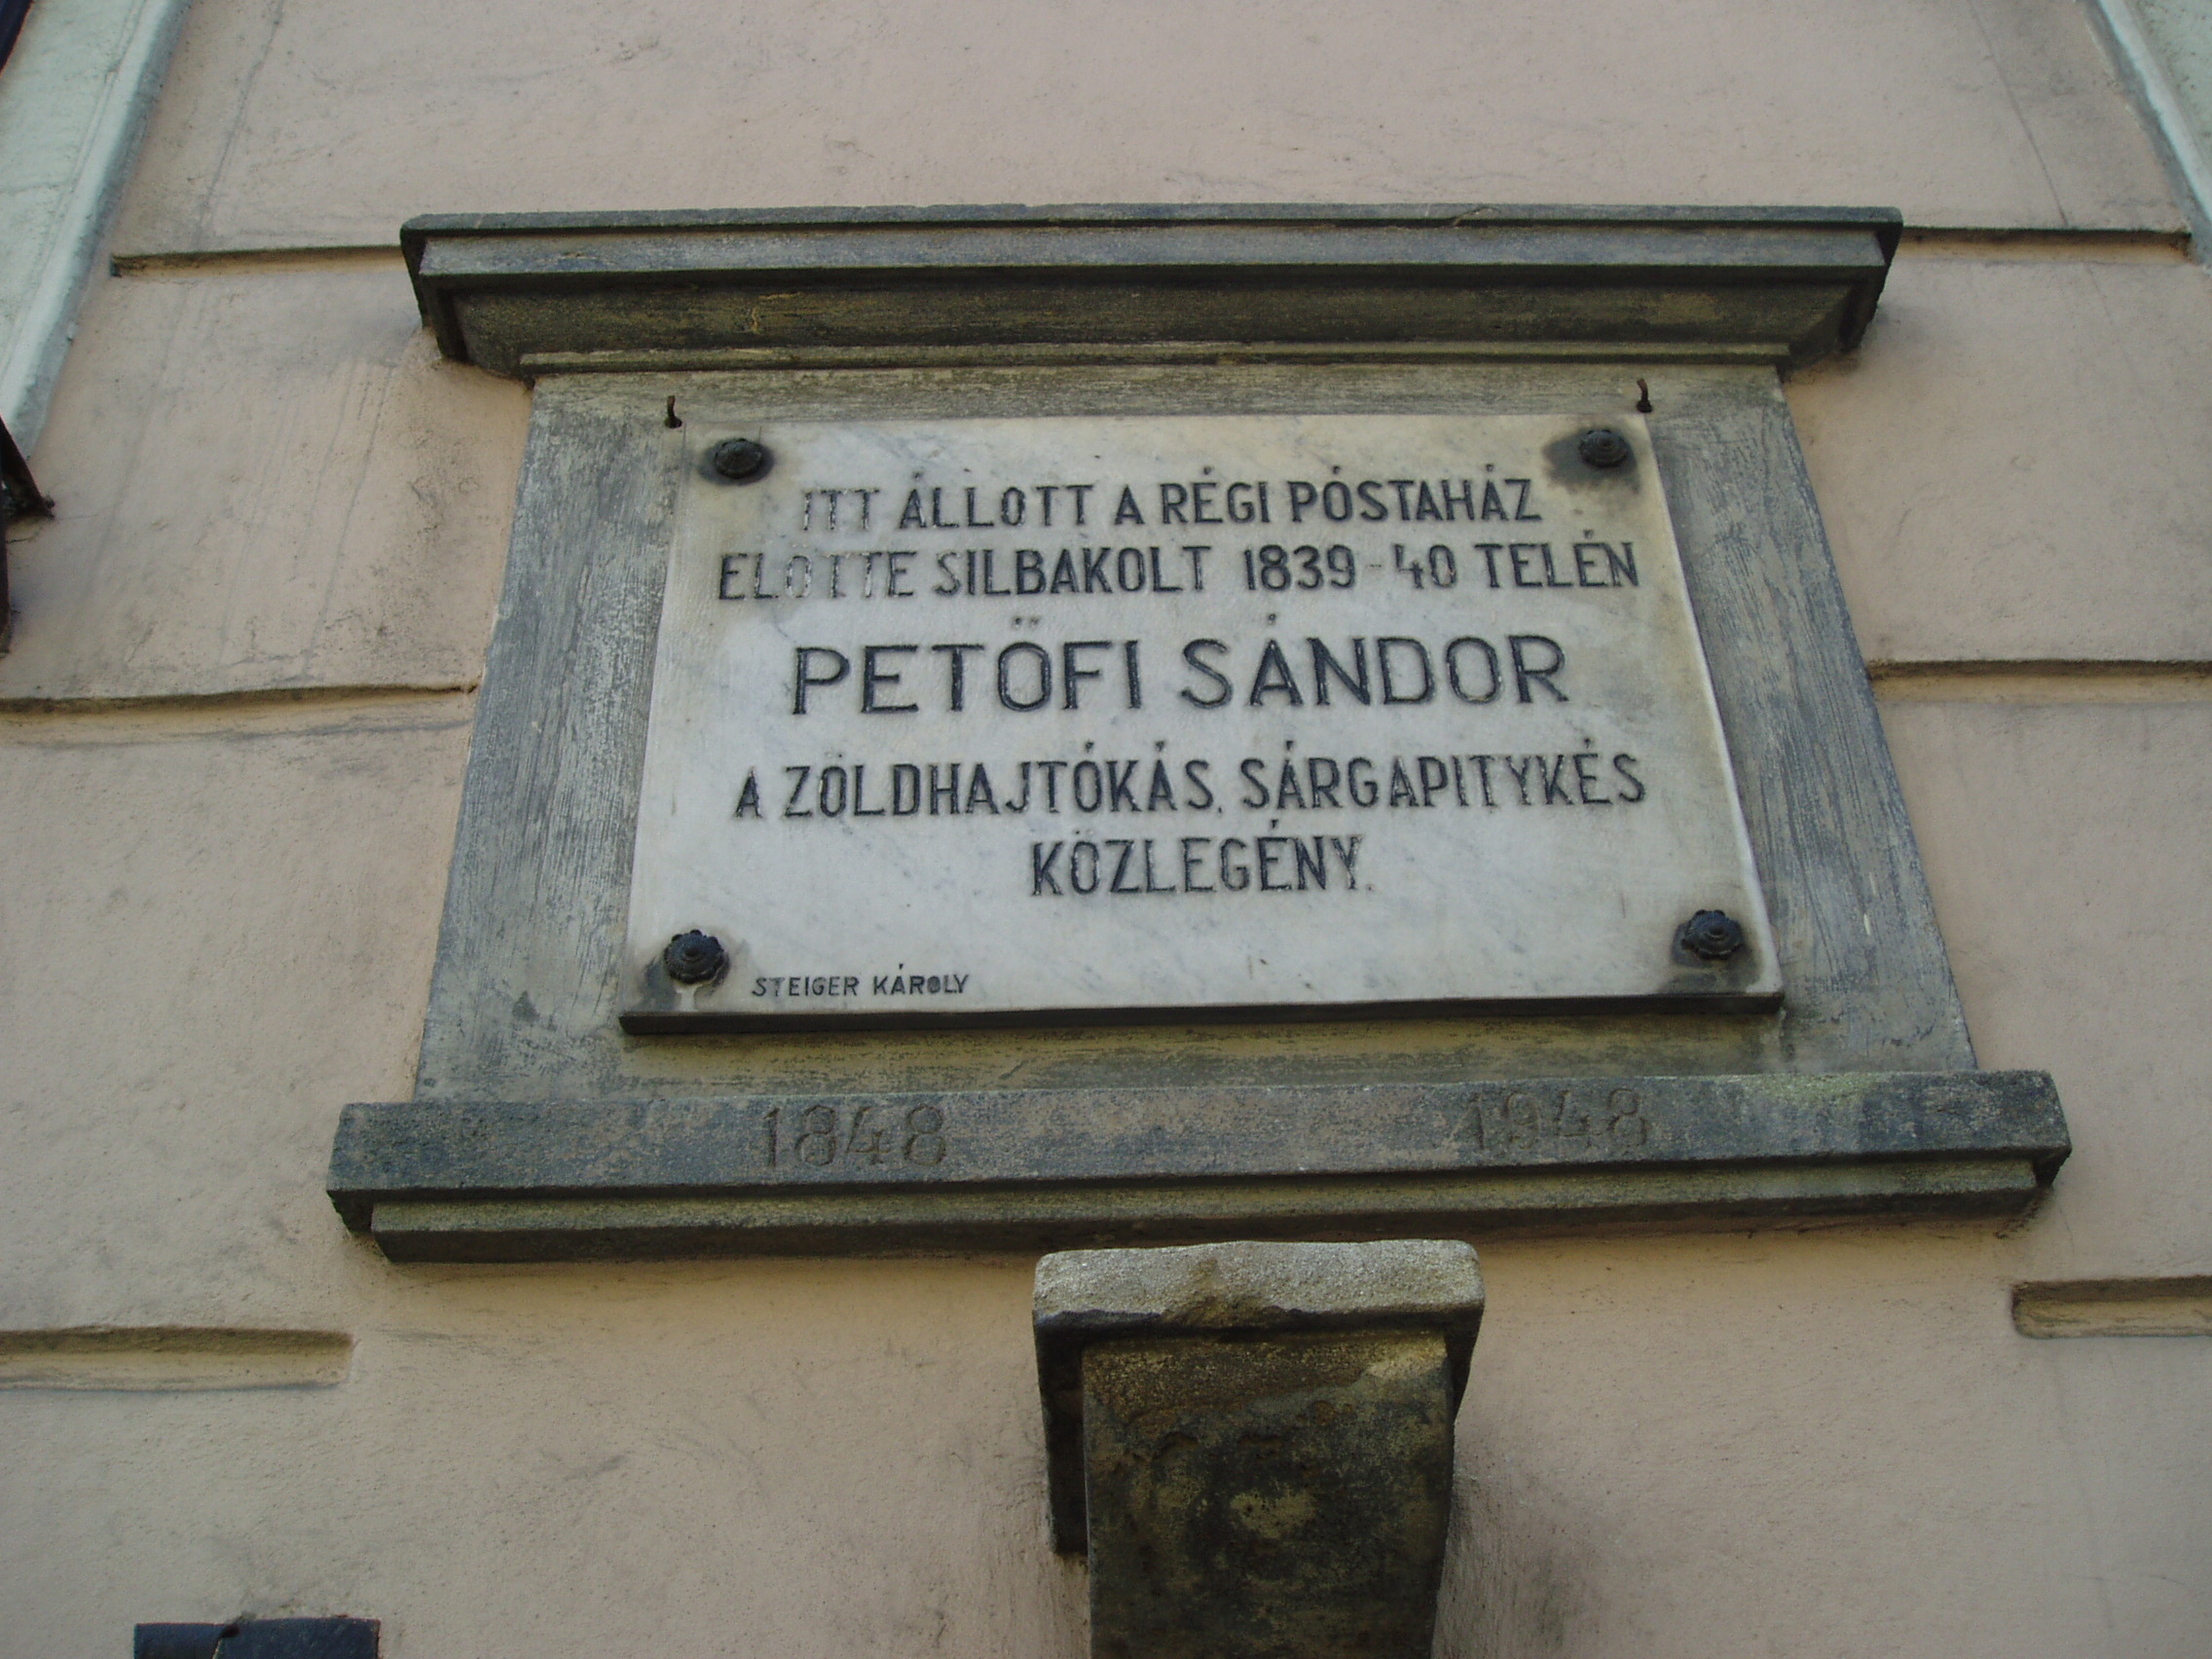 ITT ÁLLOTT A RÉGI PÓSTAHÁZ
ELŐTTE SILBAKOLT 1839-40 TELÉN
PETŐFI SÁNDOR
A ZÖLDHAJTÓKÁS, SÁRGAPITYKÉS
KÖZLEGÉNY.
STEIGER KÁROLY
1848 1948